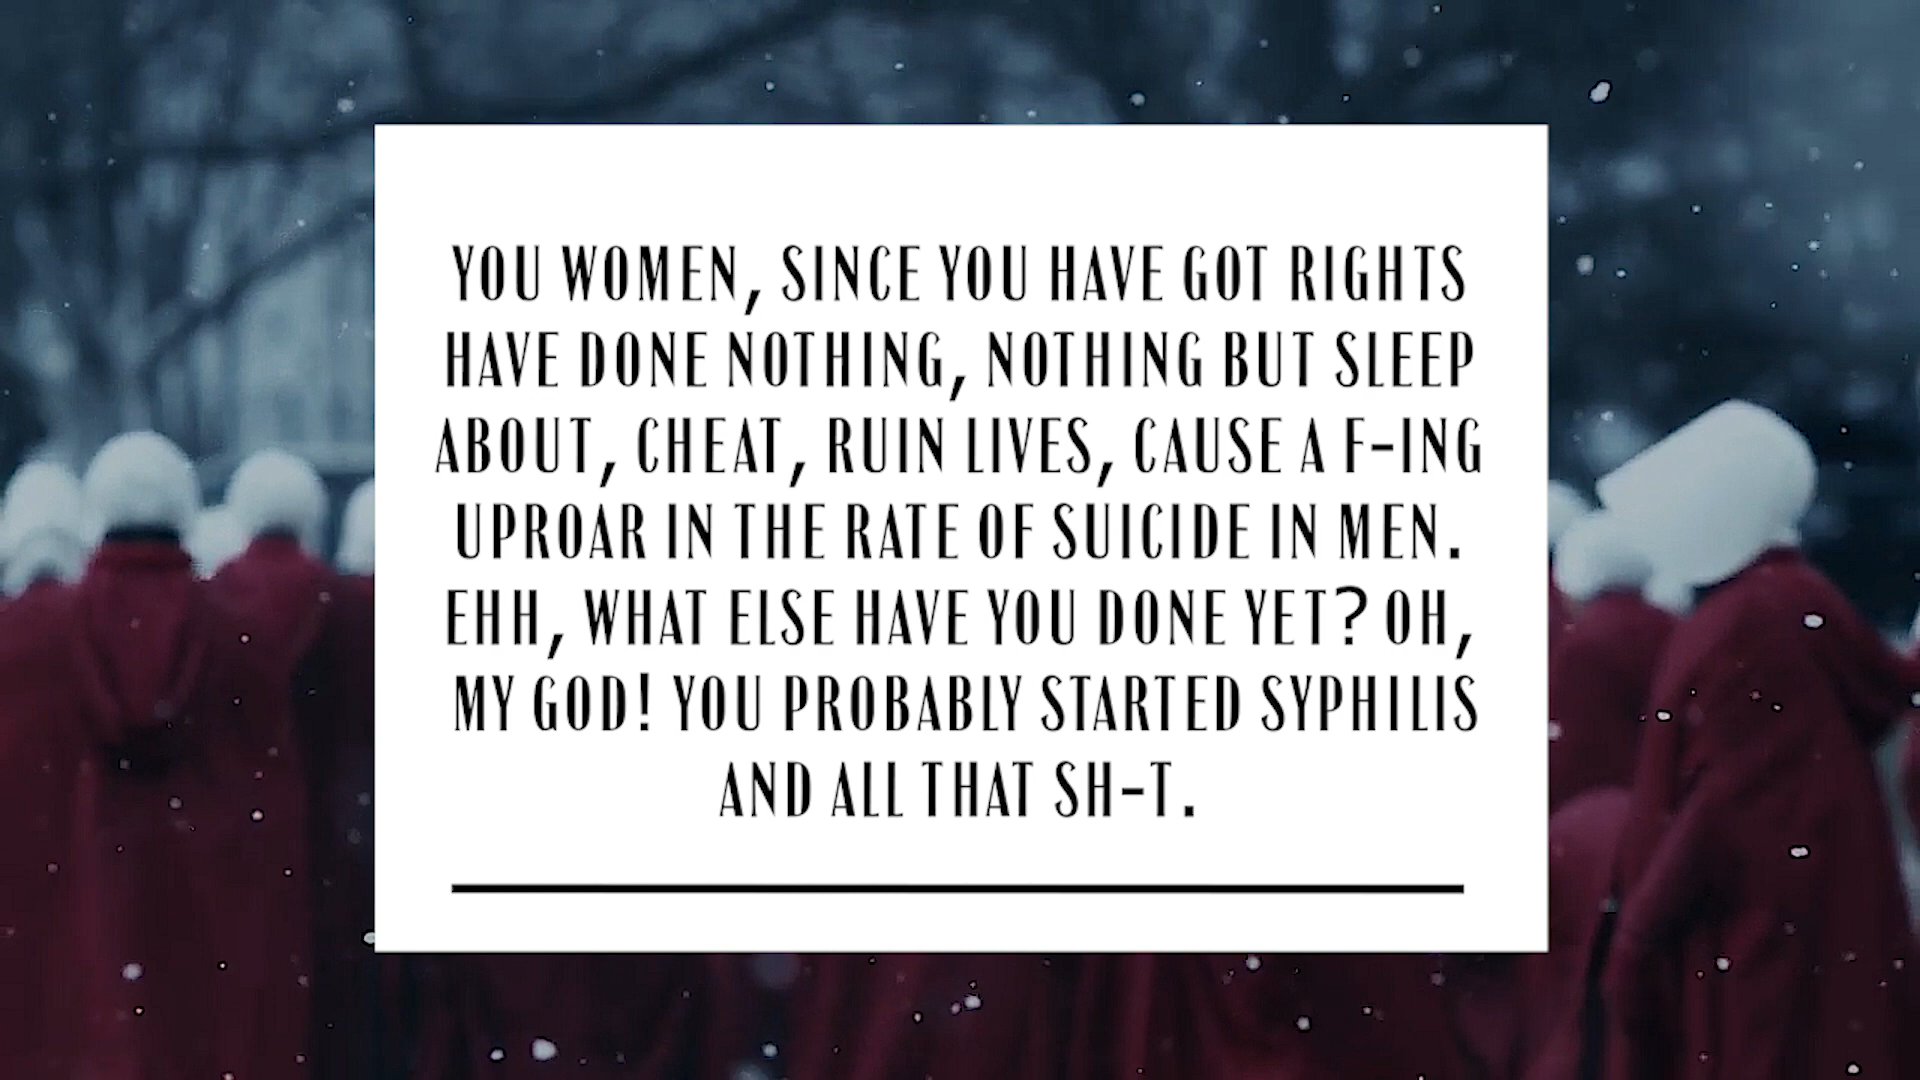 YOU WOMEN, SINCE YOU HAVE GOT RIGHTS
HAVE DONE NOTHING, NOTHING BUT SLEEP
ABOUT, CHEAT, RUIN LIVES, CAUSE A F-ING
UPROAR IN THE RATE OF SUICIDE IN MEN.
EHH, WHAT ELSE HAVE YOU DONE YET? OH,
MY GOD! YOU PROBABLY STARTED SYPHILIS
AND ALL THAT SH-T.